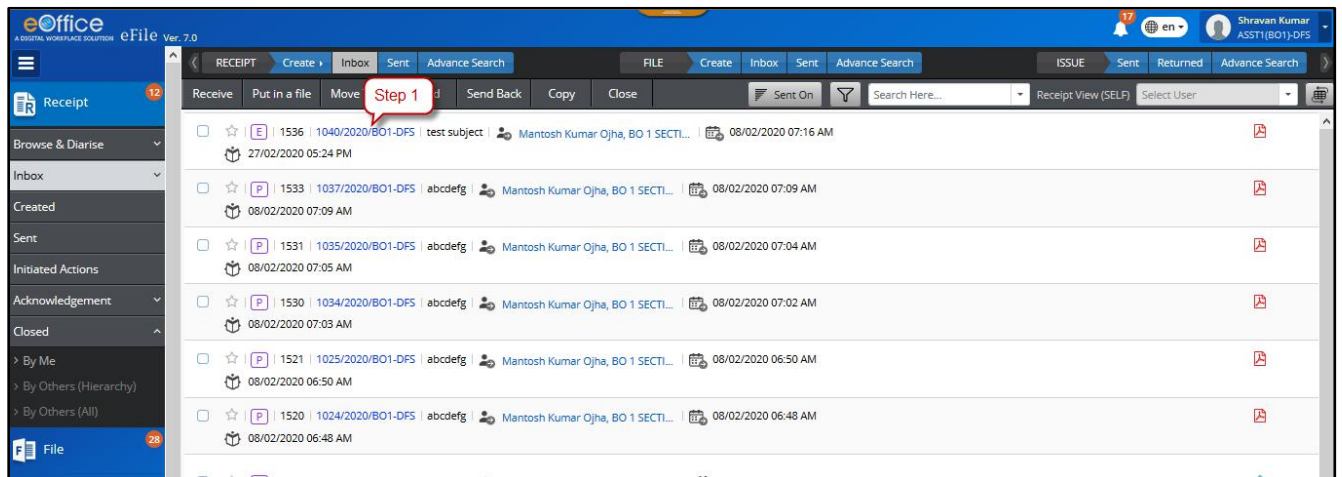 eOffice
A DIGITAL WORKPLACE SOLUTION eFile Ver. 7.0
17 en Shravan Kumar
ASST1(BO1)-DFS
RECEIPT Create Inbox Sent Advance Search FILE Create Inbox Sent Advance Search ISSUE Sent Returned Advance Search
Receipt 12
Receive Put in a file Move Step 1 Send Back Copy Close Sent On Search Here... Receipt View (SELF) Select User
E 1536 1040/2020/BO1-DFS test subject Mantosh Kumar Ojha, BO 1 SECTI... 08/02/2020 07:16 AM
27/02/2020 05:24 PM
P 1533 1037/2020/BO1-DFS abcdefg Mantosh Kumar Ojha, BO 1 SECTI... 08/02/2020 07:09 AM
08/02/2020 07:09 AM
P 1531 1035/2020/BO1-DFS abcdefg Mantosh Kumar Ojha, BO 1 SECTI... 08/02/2020 07:04 AM
08/02/2020 07:05 AM
P 1530 1034/2020/BO1-DFS abcdefg Mantosh Kumar Ojha, BO 1 SECTI... 08/02/2020 07:02 AM
08/02/2020 07:03 AM
P 1521 1025/2020/BO1-DFS abcdefg Mantosh Kumar Ojha, BO 1 SECTI... 08/02/2020 06:50 AM
08/02/2020 06:50 AM
P 1520 1024/2020/BO1-DFS abcdefg Mantosh Kumar Ojha, BO 1 SECTI... 08/02/2020 06:48 AM
08/02/2020 06:48 AM
Browse & Diarise
Inbox
Created
Sent
Initiated Actions
Acknowledgement
Closed
> By Me
> By Others (Hierarchy)
> By Others (All)
File 28